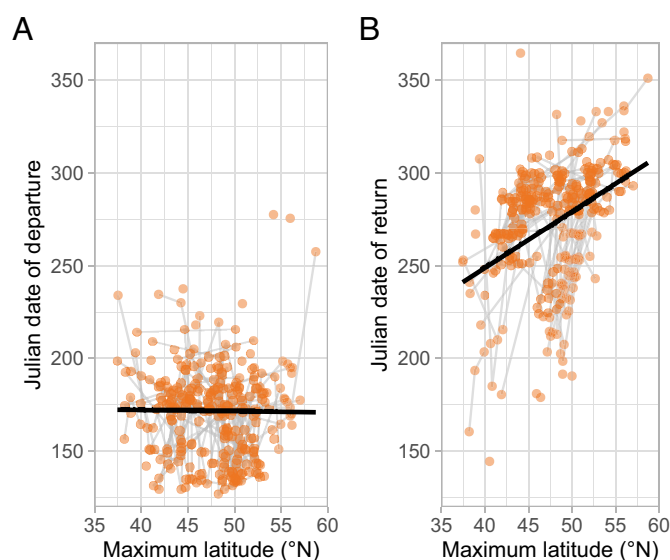 A
B
Julian date of departure
350
300
250
200
150
35 40 45 50 55 60
Maximum latitude (°N)
Julian date of return
350
300
250
200
150
35 40 45 50 55 60
Maximum latitude (°N)